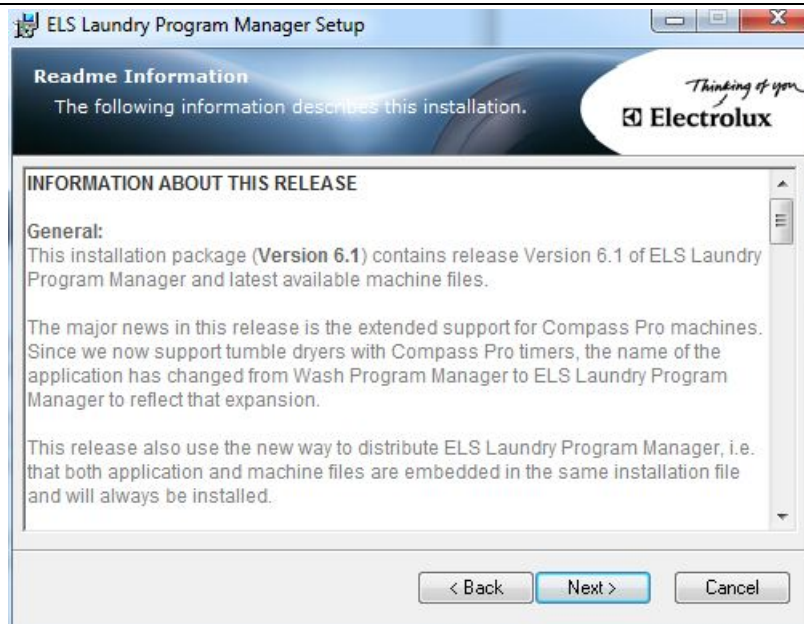 ELS Laundry Program Manager Setup
Readme Information
The following information describes this installation.
Thinking of you
Electrolux
INFORMATION ABOUT THIS RELEASE
General:
This installation package (Version 6.1) contains release Version 6.1 of ELS Laundry
Program Manager and latest available machine files.
The major news in this release is the extended support for Compass Pro machines.
Since we now support tumble dryers with Compass Pro timers, the name of the
application has changed from Wash Program Manager to ELS Laundry Program
Manager to reflect that expansion.
This release also use the new way to distribute ELS Laundry Program Manager, i.e.
that both application and machine files are embedded in the same installation file
and will always be installed.
< Back Next > Cancel